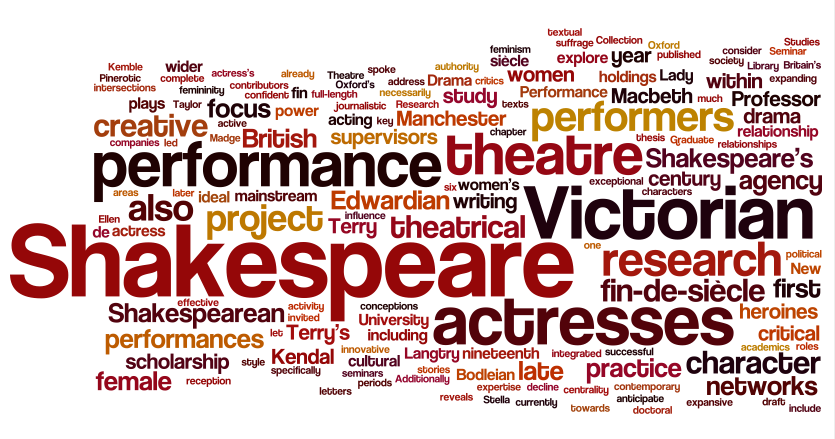 textual
suffrage Collection Oxford Studies
feminism published consider Seminar
siècle explore year society Library Britain's
Kemble wider actress's already Theatre spoke authority women holdings Lady within expanding
Pinerotic complete Oxford's address Drama critics
intersections femininity contributors necessarily Performance Macbeth much Professor
confident fin full-length study
plays Taylor focus power journalistic Research texts performers drama
active acting key Manchester
creative Madge British supervisors chapter thesis Graduate relationship
companies led relationships
performance theatre Shakespeare's
exceptional century agency
areas later ideal mainstream Edwardian six women's characters
also writing
Ellen project influence Terry theatrical Victorian
de actress
Shakespeare one research political
New
fin-de-siècle first
effective activity conceptions
Shakespearean invited University actresses heroines
performances let Terry's including critical
innovative academics roles
scholarship style Kendal cultural Langtry nineteenth integrated successful character
specifically seminars stories
female reception periods Additionally Bodleian late practice networks
letters expertise decline centrality contemporary
reveals Stella currently anticipate expansive draft
towards doctoral include